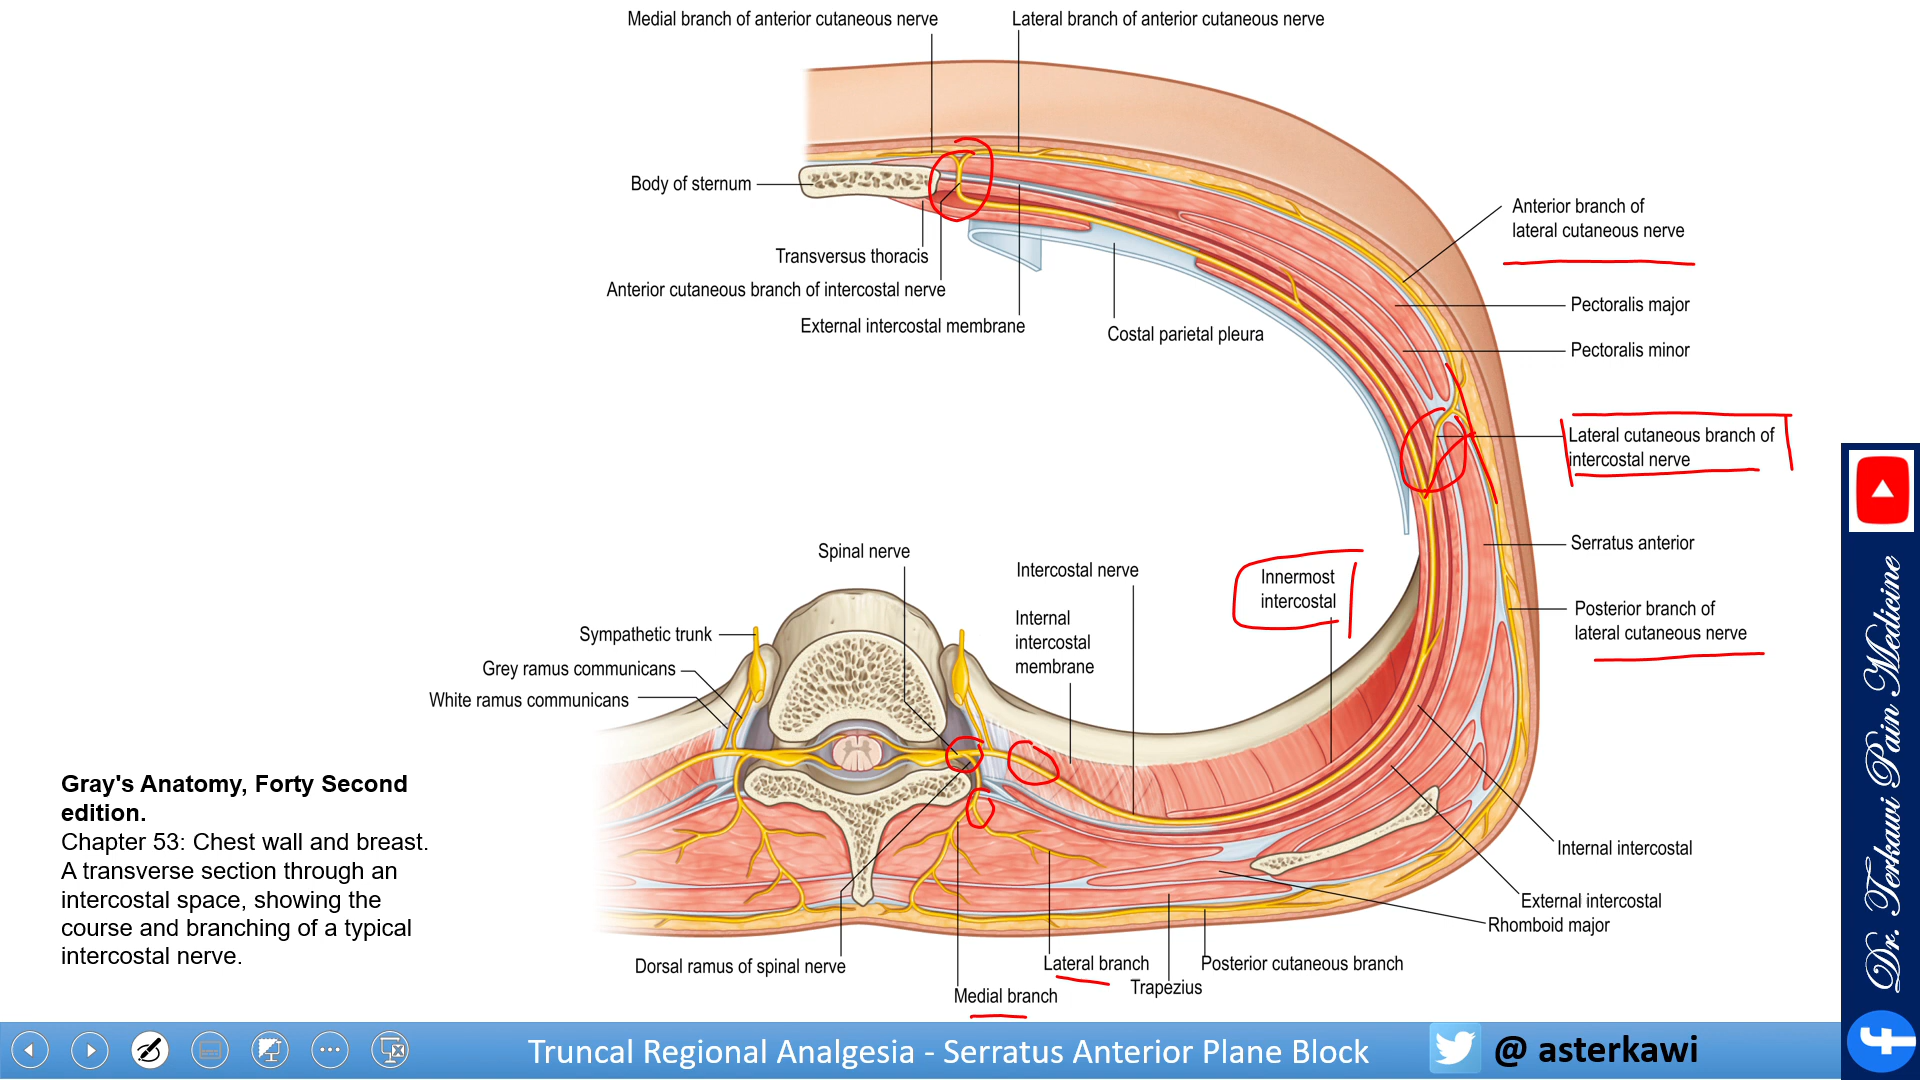 Medial branch of anterior cutaneous nerve
Lateral branch of anterior cutaneous nerve
Body of sternum
Transversus thoracis
Anterior cutaneous branch of intercostal nerve
External intercostal membrane
Costal parietal pleura
Anterior branch of
lateral cutaneous nerve
Pectoralis major
Pectoralis minor
Lateral cutaneous branch of
intercostal nerve
Serratus anterior
Posterior branch of
lateral cutaneous nerve
Spinal nerve
Intercostal nerve
Innermost
intercostal
Internal
intercostal
membrane
Sympathetic trunk
Grey ramus communicans
White ramus communicans
Internal intercostal
External intercostal
Rhomboid major
Dorsal ramus of spinal nerve
Lateral branch
Posterior cutaneous branch
Trapezius
Medial branch
Gray's Anatomy, Forty Second
edition.
Chapter 53: Chest wall and breast.
A transverse section through an
intercostal space, showing the
course and branching of a typical
intercostal nerve.
Dr. Terkawi Pain Medicine
Truncal Regional Analgesia - Serratus Anterior Plane Block
@ asterkawi